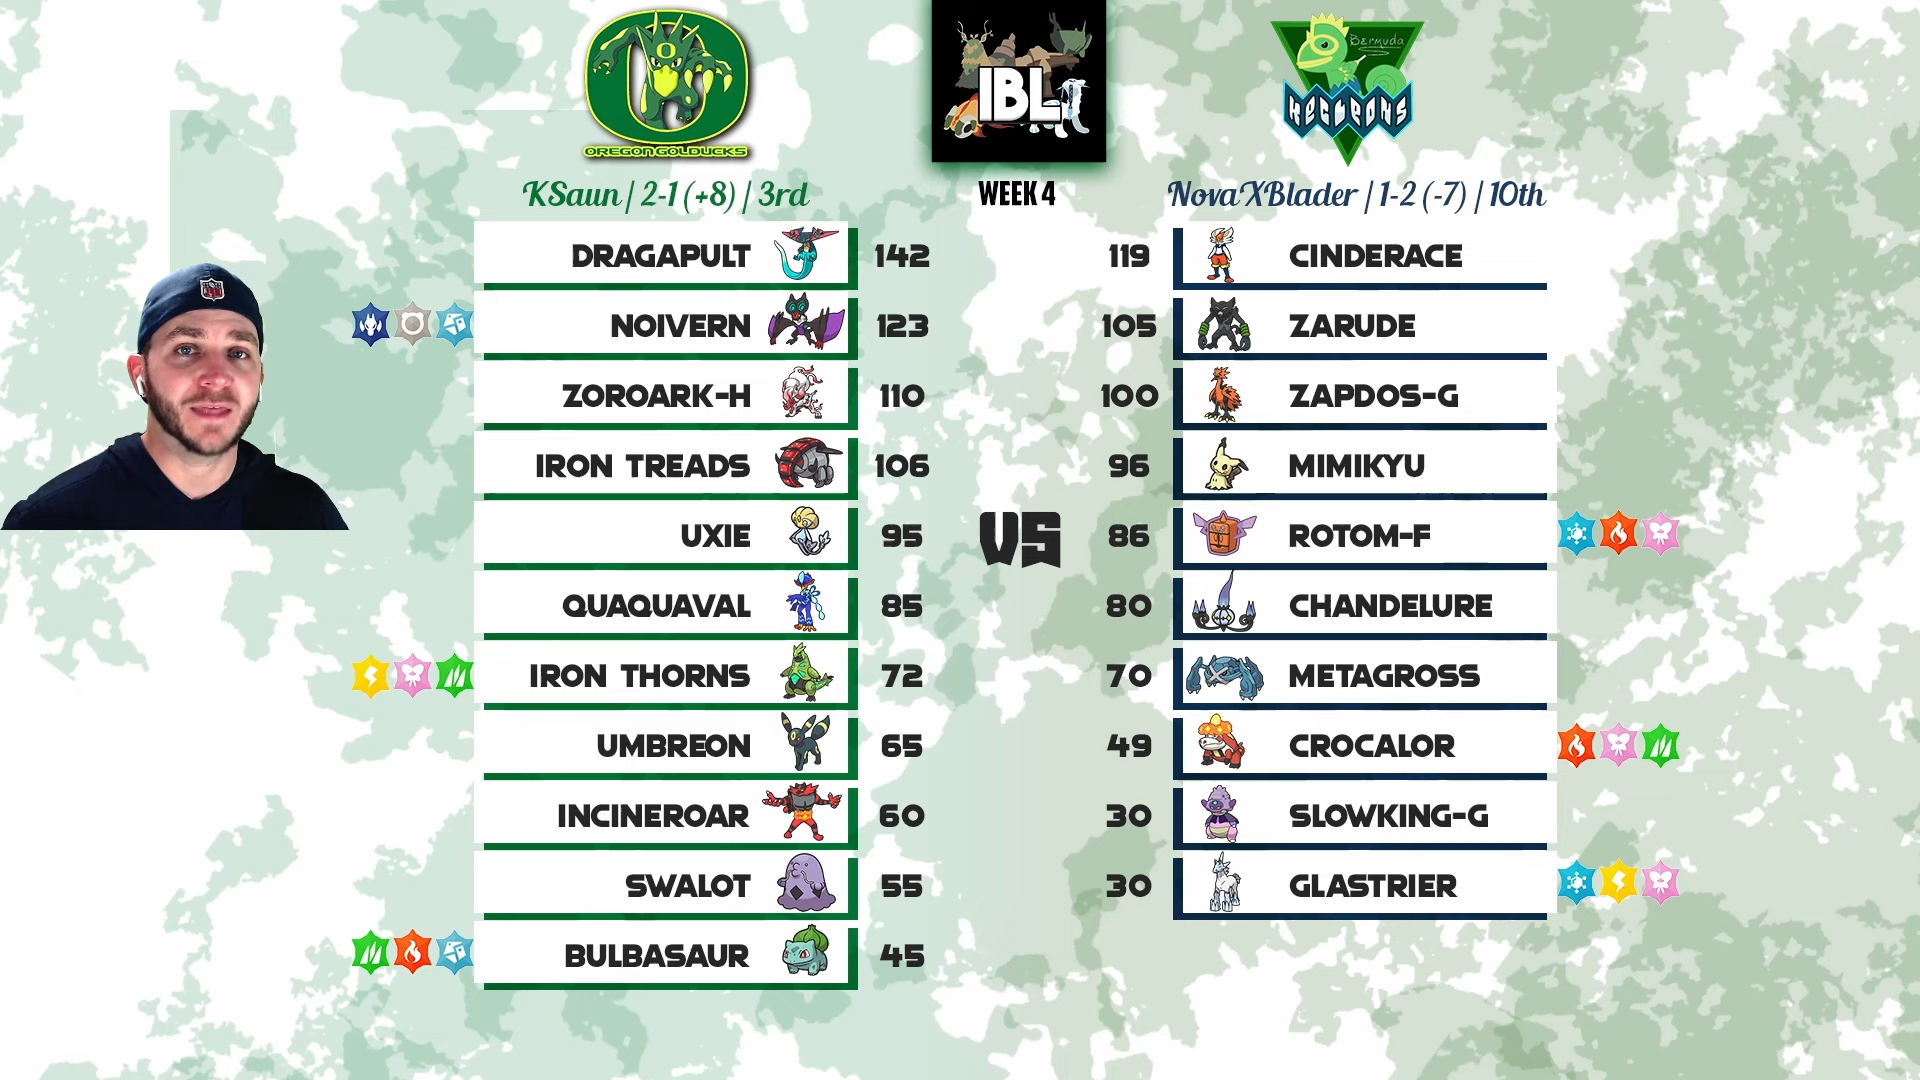 O
OREGON GOLDUCKS
IBL
Bermuda
KECLEONS
KSaun / 2-1 (+8) / 3rd
WEEK 4
NovaXBlader / 1-2 (-7) / 10th
DRAGAPULT 142
119 CINDERACE
NOIVERN 123
105 ZARUDE
ZOROARK-H 110
100 ZAPDOS-G
IRON TREADS 106
96 MIMIKYU
UXIE 95
VS
86 ROTOM-F
QUAQUAVAL 85
80 CHANDELURE
IRON THORNS 72
70 METAGROSS
UMBREON 65
49 CROCALOR
INCINEROAR 60
30 SLOWKING-G
SWALOT 55
30 GLASTRIER
BULBASAUR 45